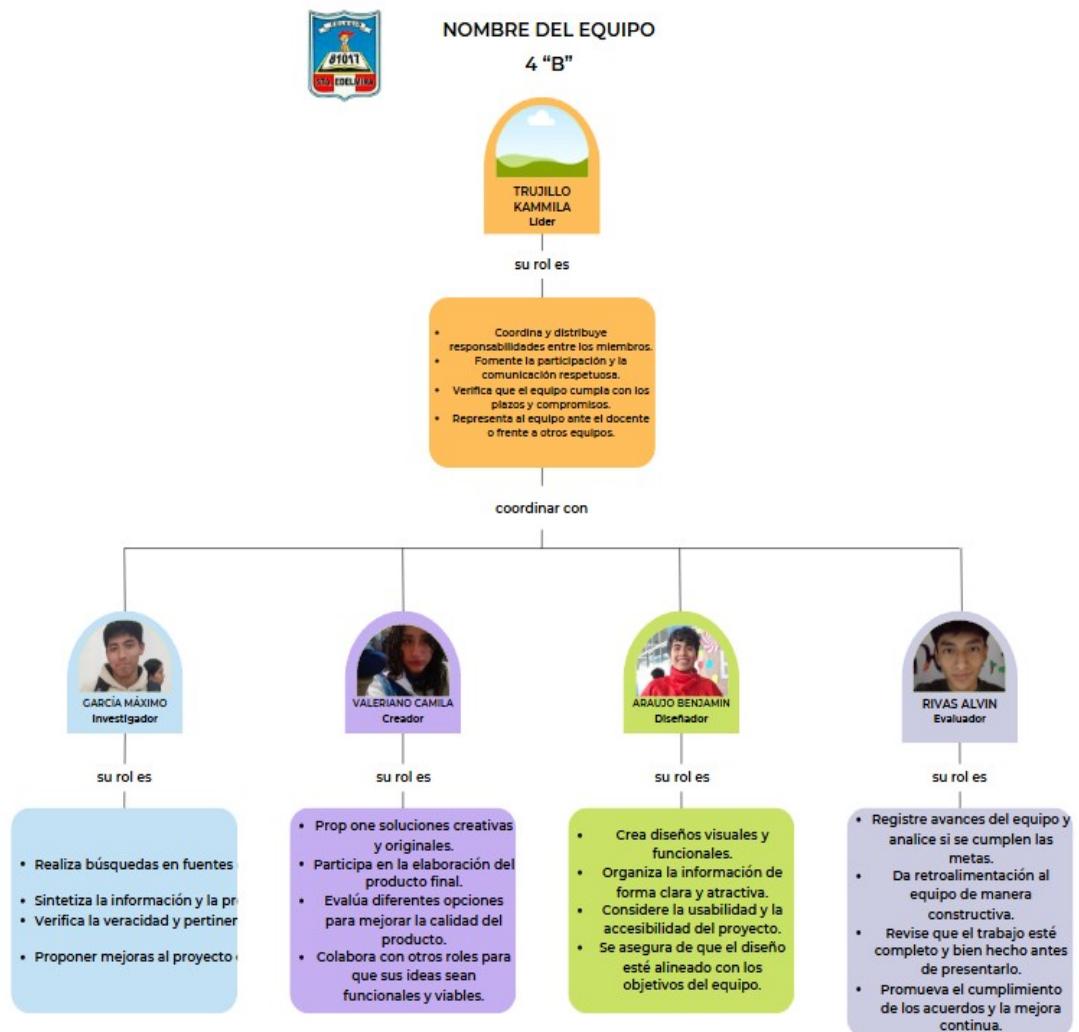 NOMBRE DEL EQUIPO
4 “B”
81017
STA. EDELMIRA
TRUJILLO
KAMMILA
Líder
su rol es
• Coordina y distribuye
responsabilidades entre los miembros.
• Fomente la participación y la
comunicación respetuosa.
• Verifica que el equipo cumpla con los
plazos y compromisos.
• Representa al equipo ante el docente
o frente a otros equipos.
coordinar con
GARCÍA MÁXIMO
Investigador
su rol es
• Realiza búsquedas en fuentes
• Sintetiza la información y la pr
• Verifica la veracidad y pertiner
• Proponer mejoras al proyecto
VALERIANO CAMILA
Creador
su rol es
• Prop one soluciones creativas
y originales.
• Participa en la elaboración del
producto final.
• Evalúa diferentes opciones
para mejorar la calidad del
producto.
• Colabora con otros roles para
que sus ideas sean
funcionales y viables.
ARAUJO BENJAMIN
Diseñador
su rol es
• Crea diseños visuales y
funcionales.
• Organiza la información de
forma clara y atractiva.
• Considere la usabilidad y la
accesibilidad del proyecto.
• Se asegura de que el diseño
esté alineado con los
objetivos del equipo.
RIVAS ALVIN
Evaluador
su rol es
• Registre avances del equipo y
analice si se cumplen las
metas.
• Da retroalimentación al
equipo de manera
constructiva.
• Revise que el trabajo esté
completo y bien hecho antes
de presentarlo.
• Promueva el cumplimiento
de los acuerdos y la mejora
continua.